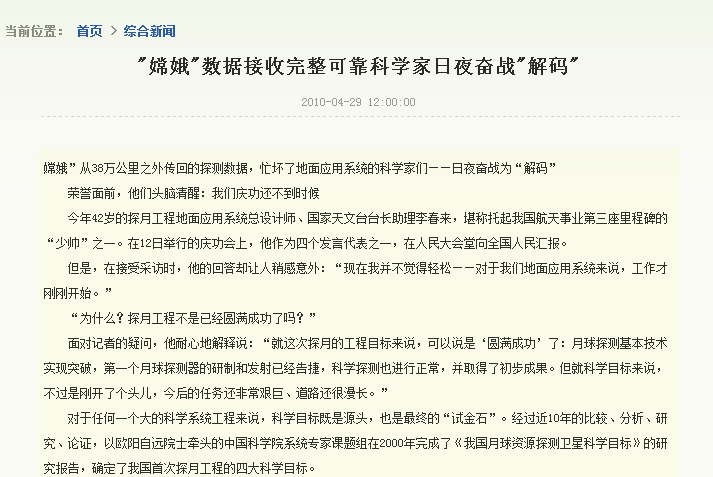 当前位置： 首页 > 综合新闻
"嫦娥"数据接收完整可靠科学家日夜奋战"解码"
2010-04-29 12:00:00
嫦娥”从38万公里之外传回的探测数据，忙坏了地面应用系统的科学家们——日夜奋战为“解码”
荣誉面前，他们头脑清醒：我们庆功还不到时候
今年42岁的探月工程地面应用系统总设计师、国家天文台台长助理李春来，堪称托起我国航天事业第三座里程碑的
“少帅”之一。在12日举行的庆功会上，他作为四个发言代表之一，在人民大会堂向全国人民汇报。
但是，在接受采访时，他的回答却让人稍感意外：“现在我并不觉得轻松——对于我们地面应用系统来说，工作才
刚刚开始。”
“为什么？探月工程不是已经圆满成功了吗？”
面对记者的疑问，他耐心地解释说：“就这次探月的工程目标来说，可以说是‘圆满成功’了：月球探测基本技术
实现突破，第一个月球探测器的研制和发射已经告捷，科学探测也进行正常，并取得了初步成果。但就科学目标来说，
不过是刚开了个头儿，今后的任务还非常艰巨、道路还很漫长。”
对于任何一个大的科学系统工程来说，科学目标既是源头，也是最终的“试金石”。经过近10年的比较、分析、研
究、论证，以欧阳自远院士牵头的中国科学院系统专家课题组在2000年完成了《我国月球资源探测卫星科学目标》的研
究报告，确定了我国首次探月工程的四大科学目标。